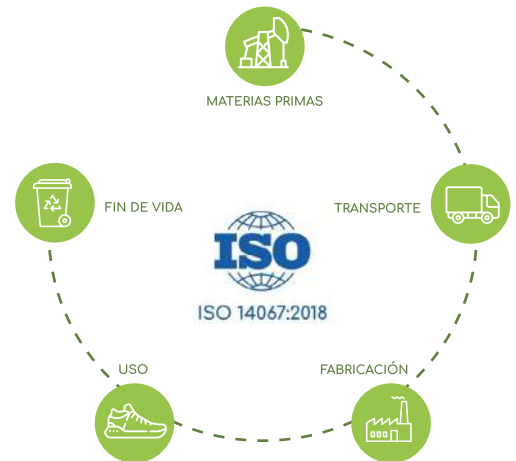 MATERIAS PRIMAS
FIN DE VIDA
TRANSPORTE
ISO
ISO 14067:2018
USO
FABRICACIÓN